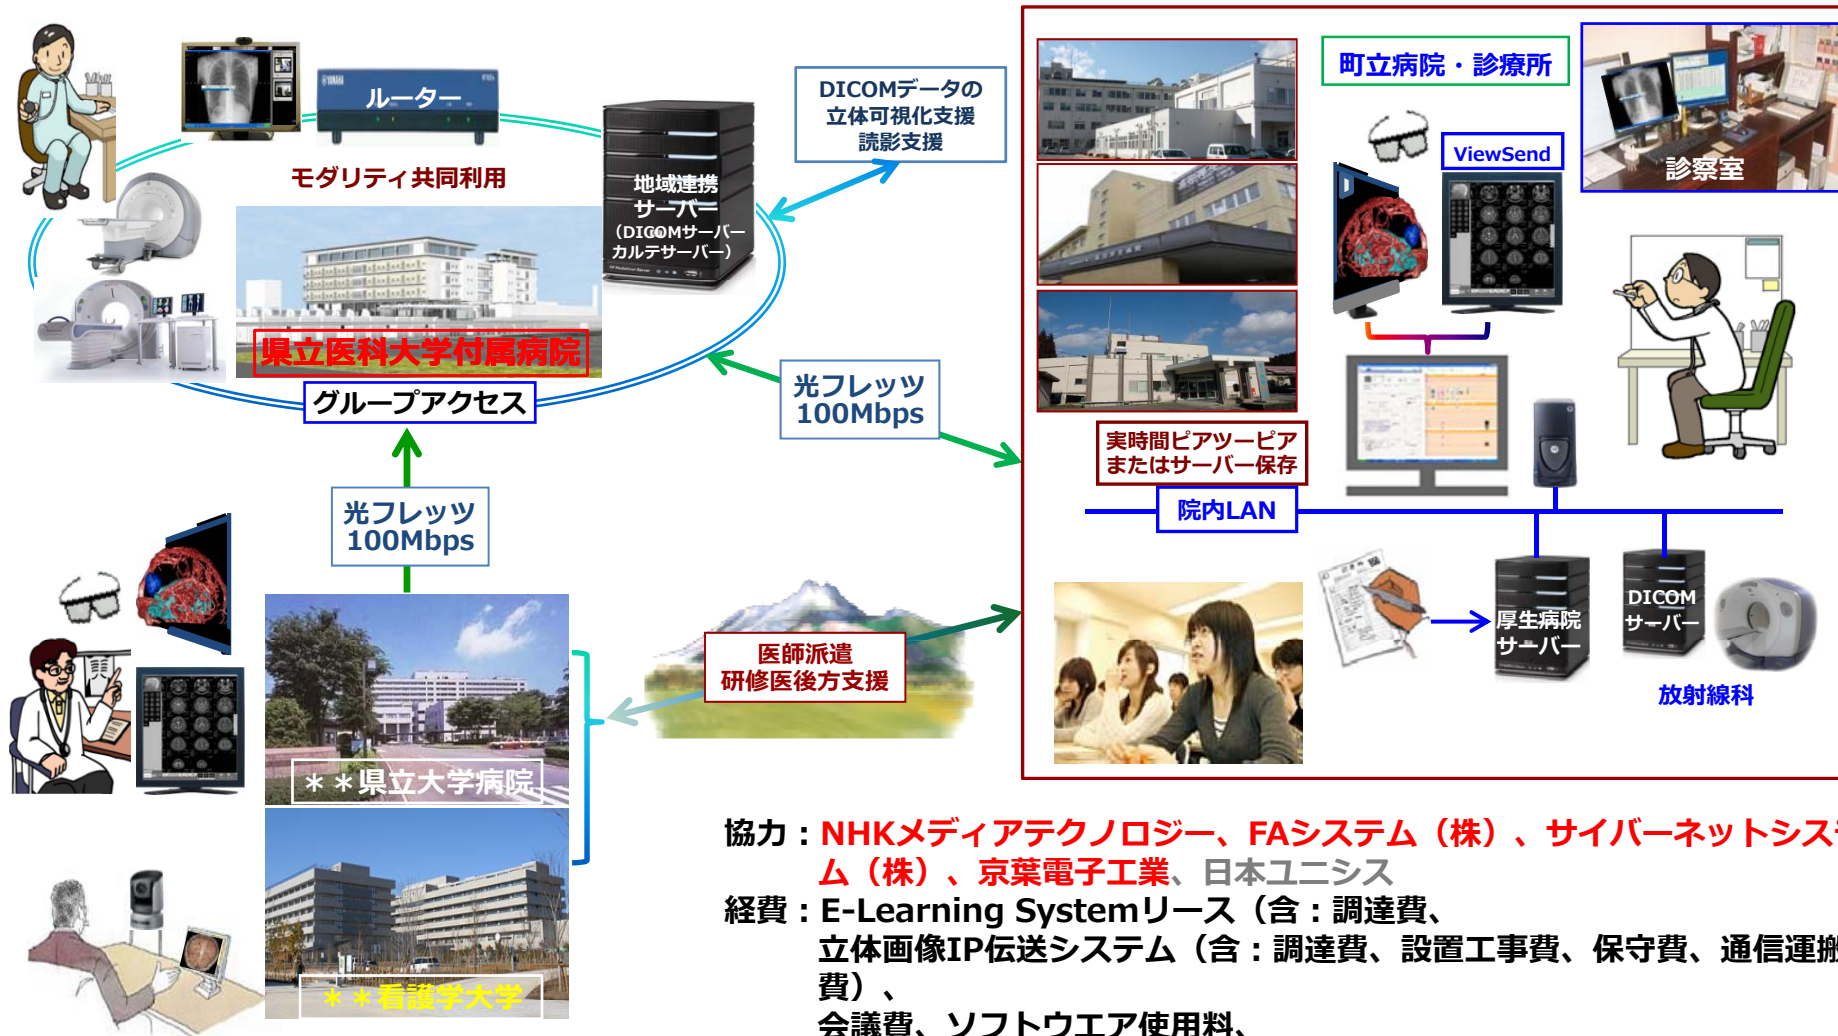 ルーター
モダリティ共同利用
地域連携
サーバー
（DICOMサーバー
カルテサーバー）
県立医科大学付属病院
グループアクセス
DICOMデータの
立体可視化支援
読影支援
光フレッツ
100Mbps
光フレッツ
100Mbps
町立病院・診療所
ViewSend
診察室
実時間ピアツーピア
またはサーバー保存
院内LAN
厚生病院
サーバー
DICOM
サーバー
放射線科
医師派遣
研修医後方支援
＊＊県立大学病院
＊＊看護学大学
協力：NHKメディアテクノロジー、FAシステム（株）、サイバーネットシステ
ム（株）、京葉電子工業、日本ユニシス
経費：E-Learning Systemリース（含：調達費、
立体画像IP伝送システム（含：調達費、設置工事費、保守費、通信運搬
費）、
会議費、ソフトウエア使用料、